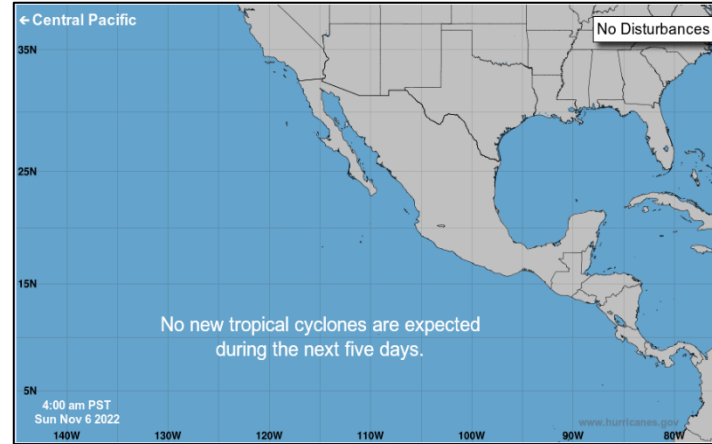 ← Central Pacific
No Disturbances
35N
25N
15N
No new tropical cyclones are expected
during the next five days.
5N
4:00 am PST
Sun Nov 6 2022
www.hurricanes.gov
140W
130W
120W
110W
100W
90W
80W